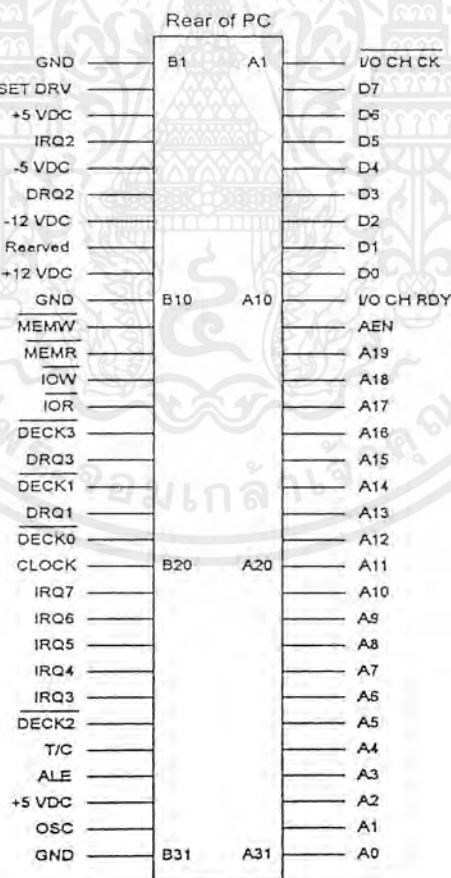 Rear of PC
GND B1 A1 I/O CH CK
SET DRV D7
+5 VDC D6
IRQ2 D5
-5 VDC D4
DRQ2 D3
-12 VDC D2
Reerved D1
+12 VDC D0
GND B10 A10 I/O CH RDY
MEMW AEN
MEMR A19
IOW A18
IOR A17
DECK3 A16
DRQ3 A15
DECK1 A14
DRQ1 A13
DECK0 A12
CLOCK B20 A20 A11
IRQ7 A10
IRQ6 A9
IRQ5 A8
IRQ4 A7
IRQ3 A6
DECK2 A5
T/C A4
ALE A3
+5 VDC A2
OSC A1
GND B31 A31 A0